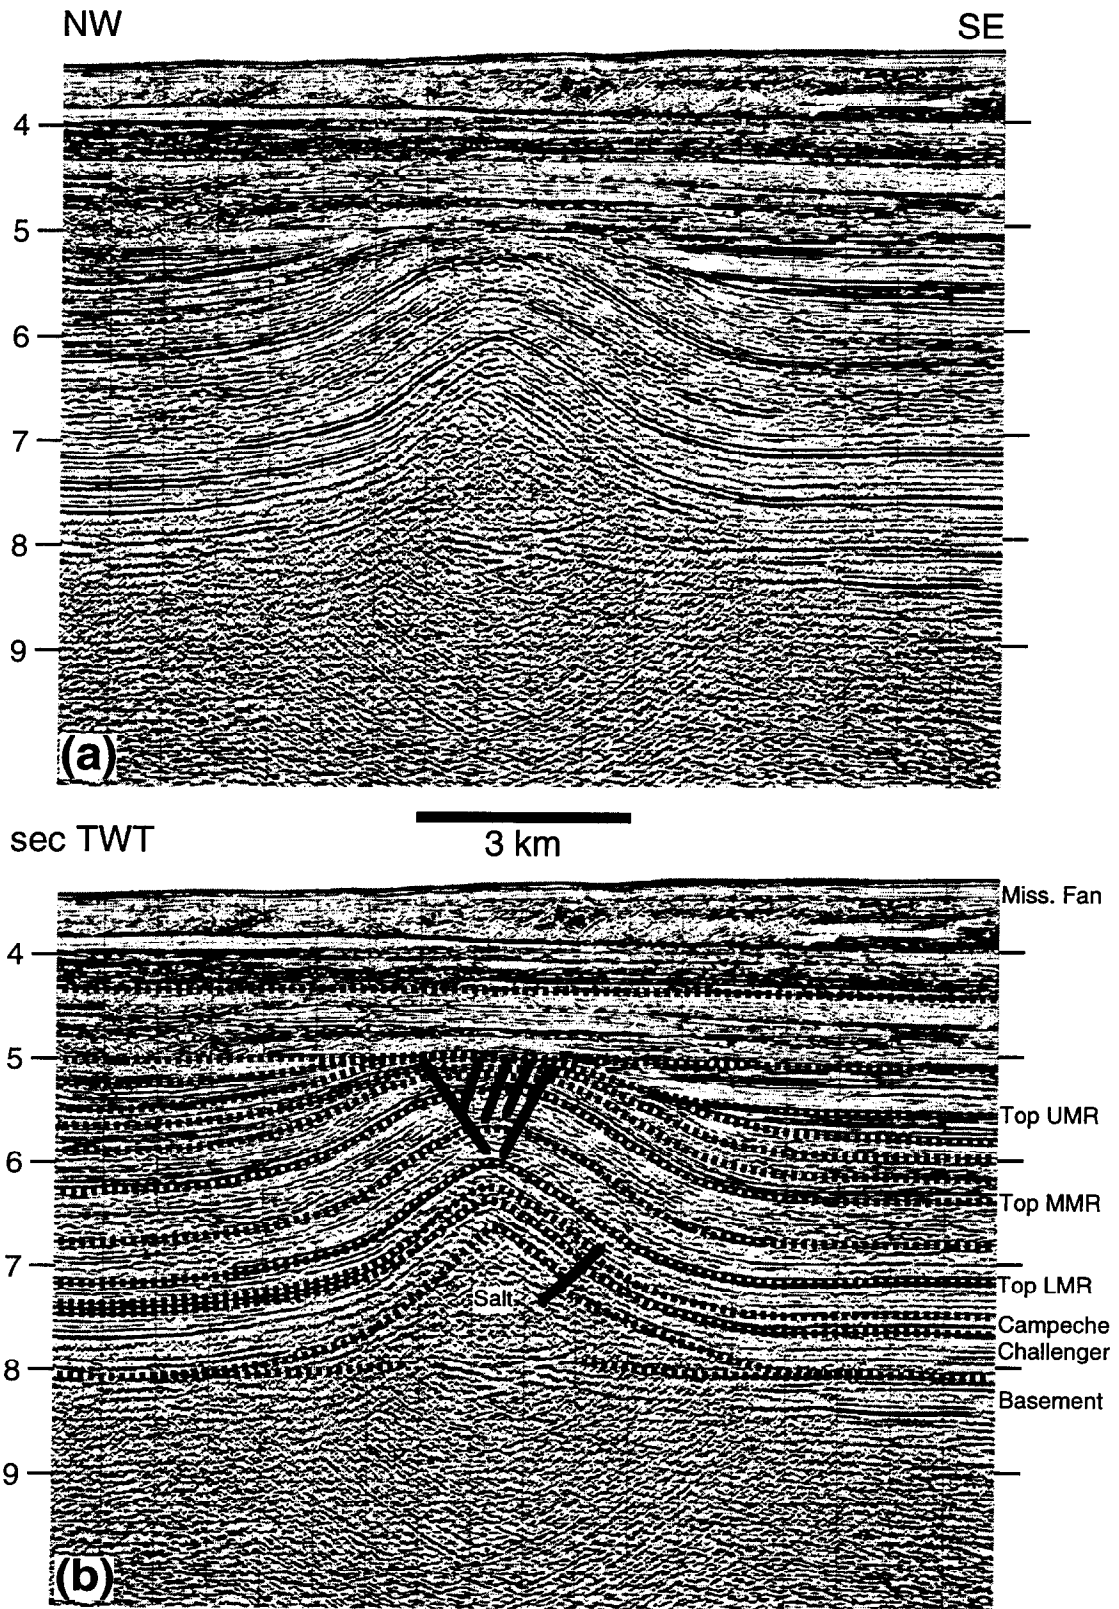 NW SE
4
5
6
7
8
9
(a)
3 km
sec TWT
Miss. Fan
4
5
Top UMR
6
Top MMR
7
Top LMR
Salt
Campeche
Challenger
8
Basement
9
(b)